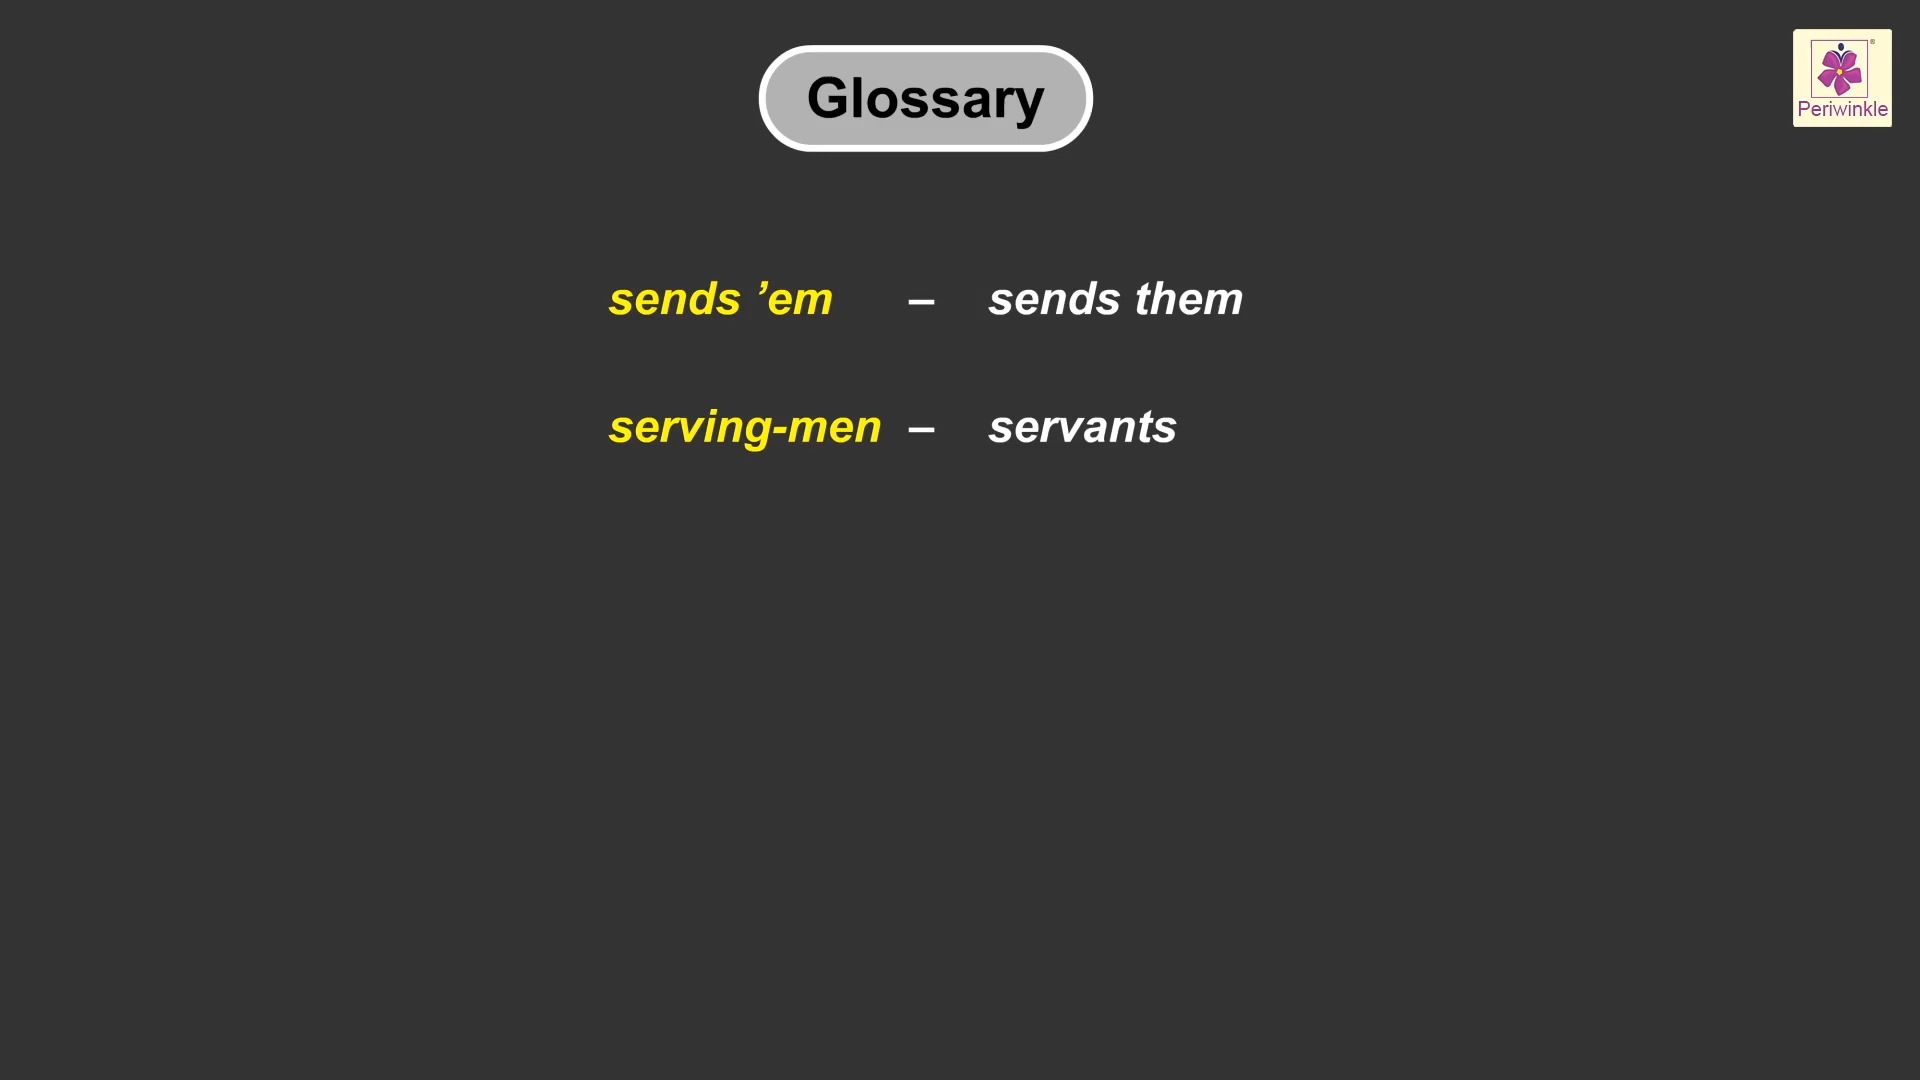 Glossary
Periwinkle
sends ’em – sends them
serving-men – servants